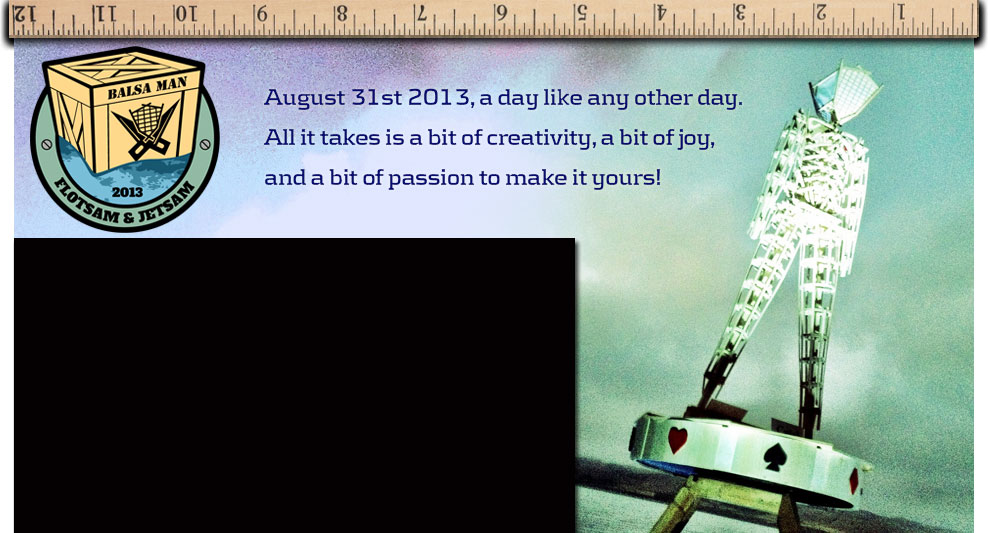 12 11 10 9 8 7 6 5 4 3 2 1
BALSA MAN
2013
FLOTSAM & JETSAM
August 31st 2013, a day like any other day.
All it takes is a bit of creativity, a bit of joy,
and a bit of passion to make it yours!